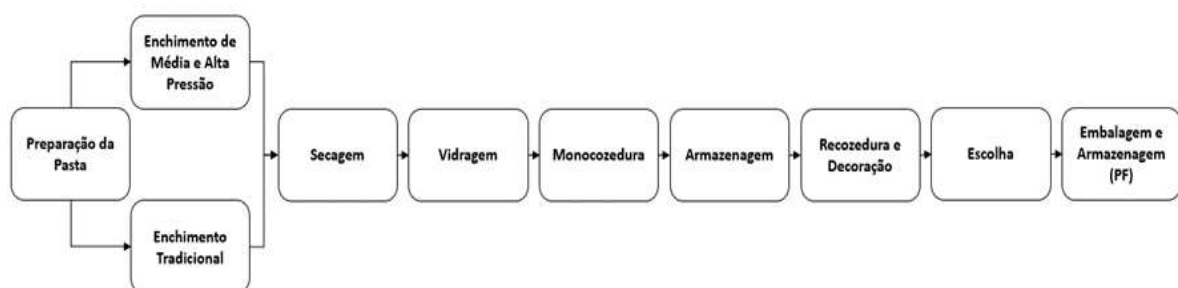 Preparação da
Pasta
Enchimento de
Média e Alta
Pressão
Enchimento
Tradicional
Secagem
Vidragem
Monocozedura
Armazenagem
Recozedura e
Decoração
Escolha
Embalagem e
Armazenagem
(PF)